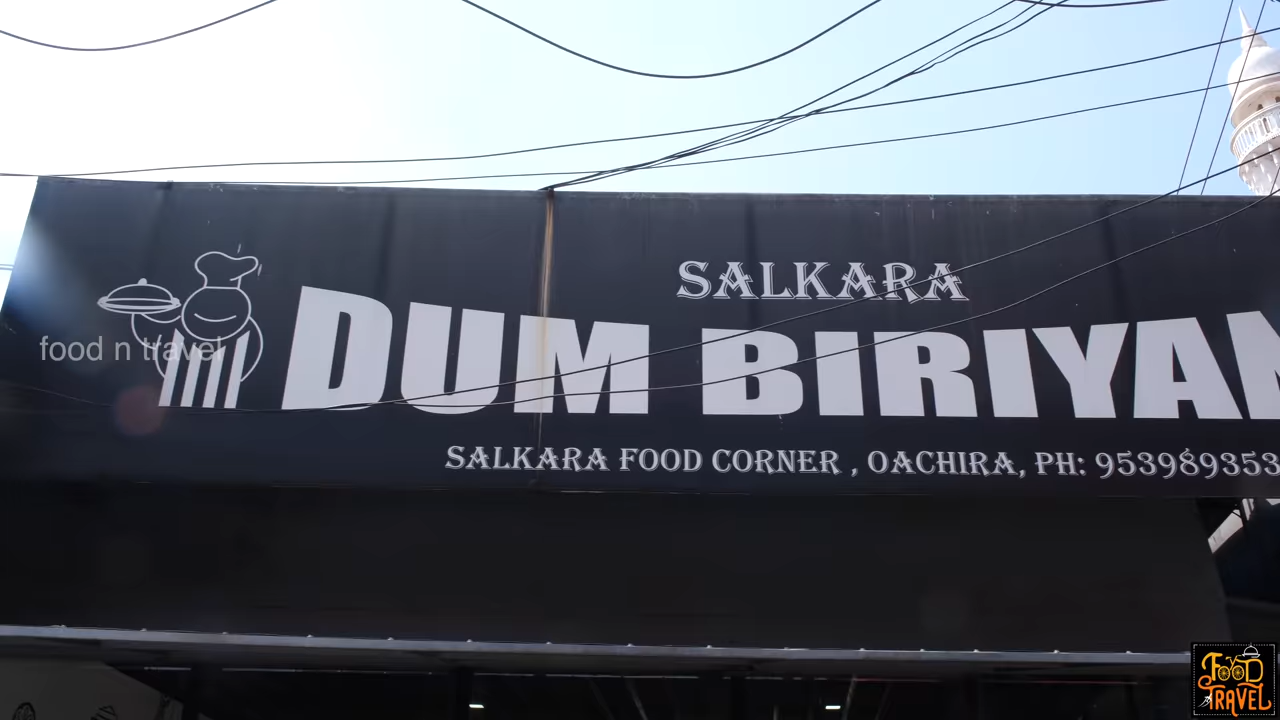 SALKARA
DUM BIRIYAN
SALKARA FOOD CORNER , OACHIRA, PH: 953989353
food n travel
FOOD
N
TRAVEL